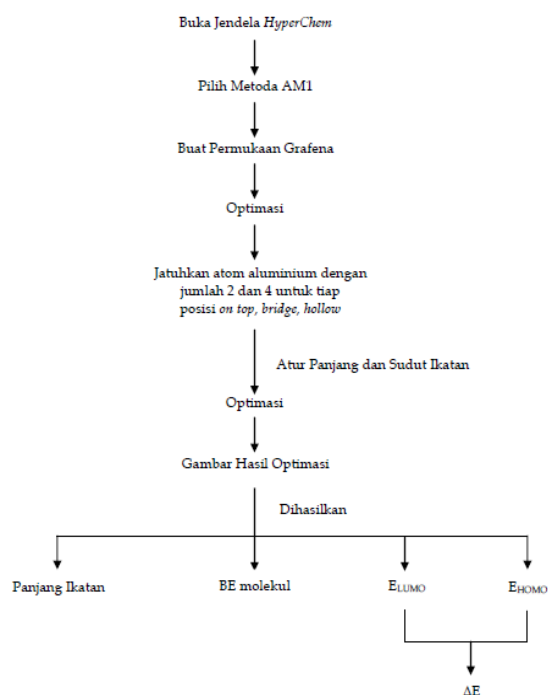 Buka Jendela HyperChem
Pilih Metoda AM1
Buat Permukaan Grafena
Optimasi
Jatuhkan atom aluminium dengan
jumlah 2 dan 4 untuk tiap
posisi on top, bridge, hollow
Atur Panjang dan Sudut Ikatan
Optimasi
Gambar Hasil Optimasi
Dihasilkan
Panjang Ikatan
BE molekul
ELUMO
EHOMO
ΔE